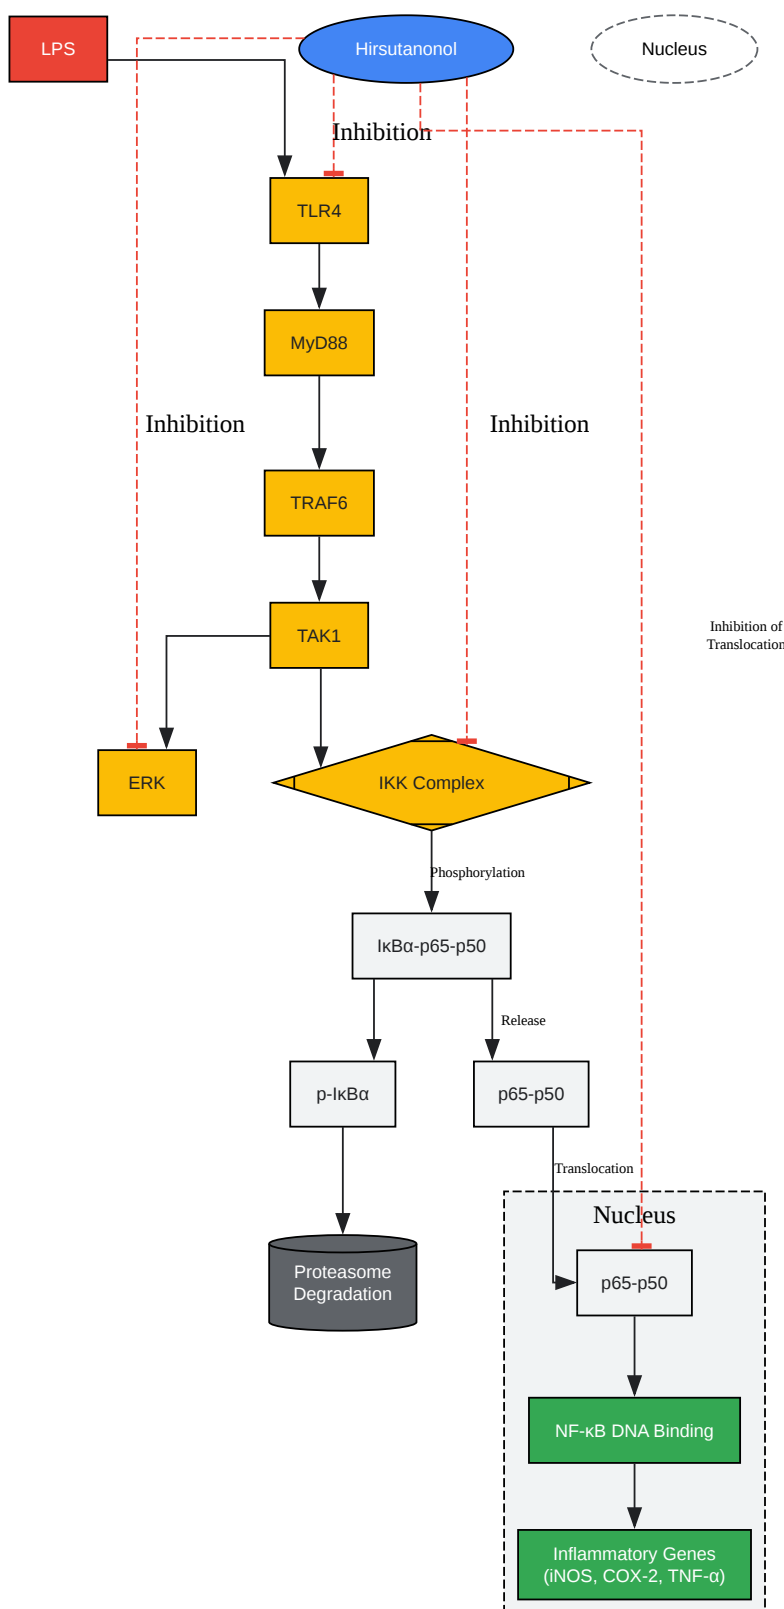 LPS
Hirsutanonol
Nucleus
Inhibition
TLR4
MyD88
Inhibition
Inhibition
TRAF6
Inhibition of
Translocation
TAK1
ERK
IKK Complex
Phosphorylation
IκBα-p65-p50
Release
p-IκBα
p65-p50
Translocation
Nucleus
Proteasome
Degradation
p65-p50
NF-κB DNA Binding
Inflammatory Genes
(iNOS, COX-2, TNF-α)